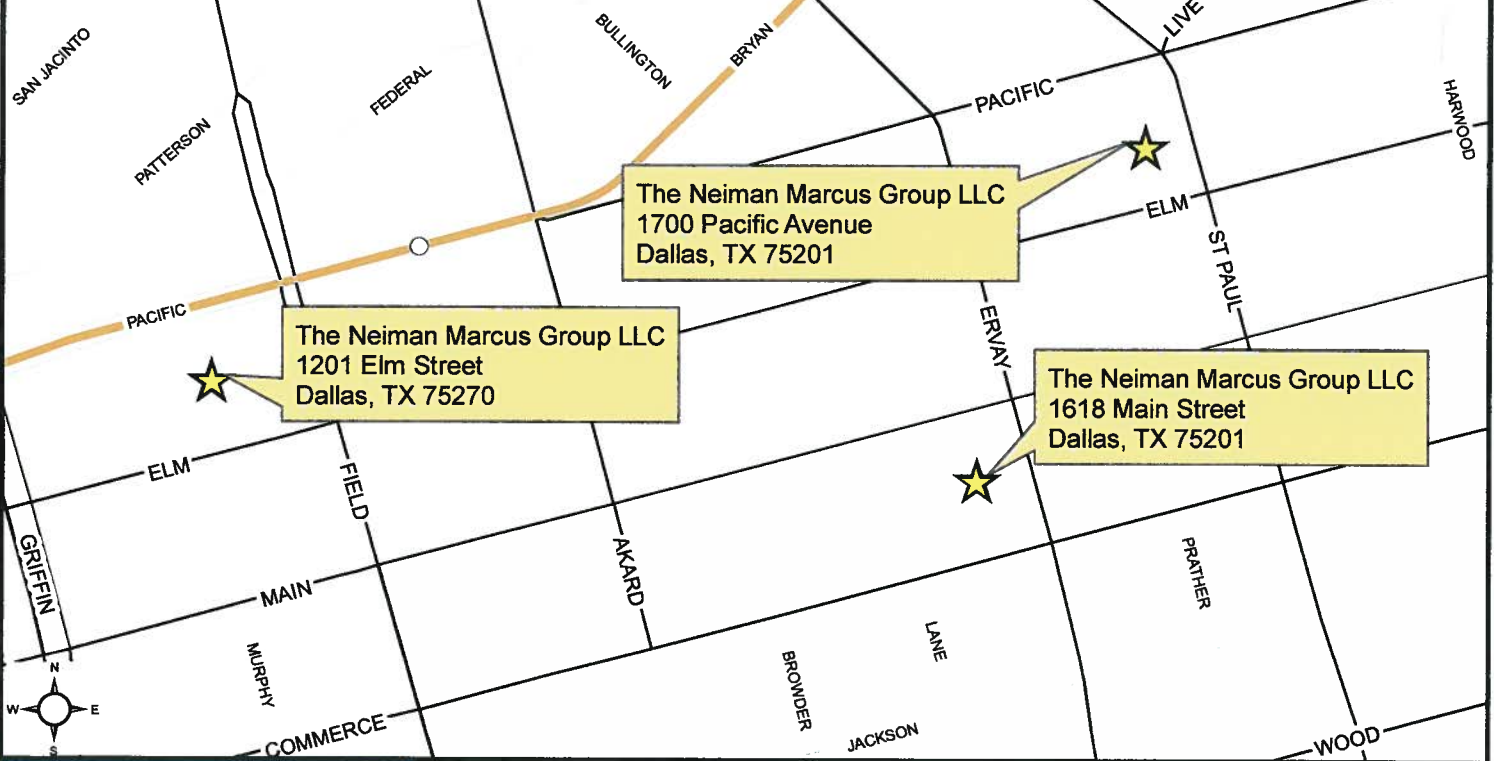 SAN JACINTO
PATTERSON
FEDERAL
BULLINGTON
BRYAN
LIVE
PACIFIC
HARWOOD
The Neiman Marcus Group LLC
1700 Pacific Avenue
Dallas, TX 75201
ELM
ST PAUL
PACIFIC
The Neiman Marcus Group LLC
1201 Elm Street
Dallas, TX 75270
ERVAY
The Neiman Marcus Group LLC
1618 Main Street
Dallas, TX 75201
ELM
FIELD
GRIFFIN
AKARD
MAIN
PRATHER
MURPHY
LANE
BROWDER
N
W
E
S
COMMERCE
JACKSON
WOOD